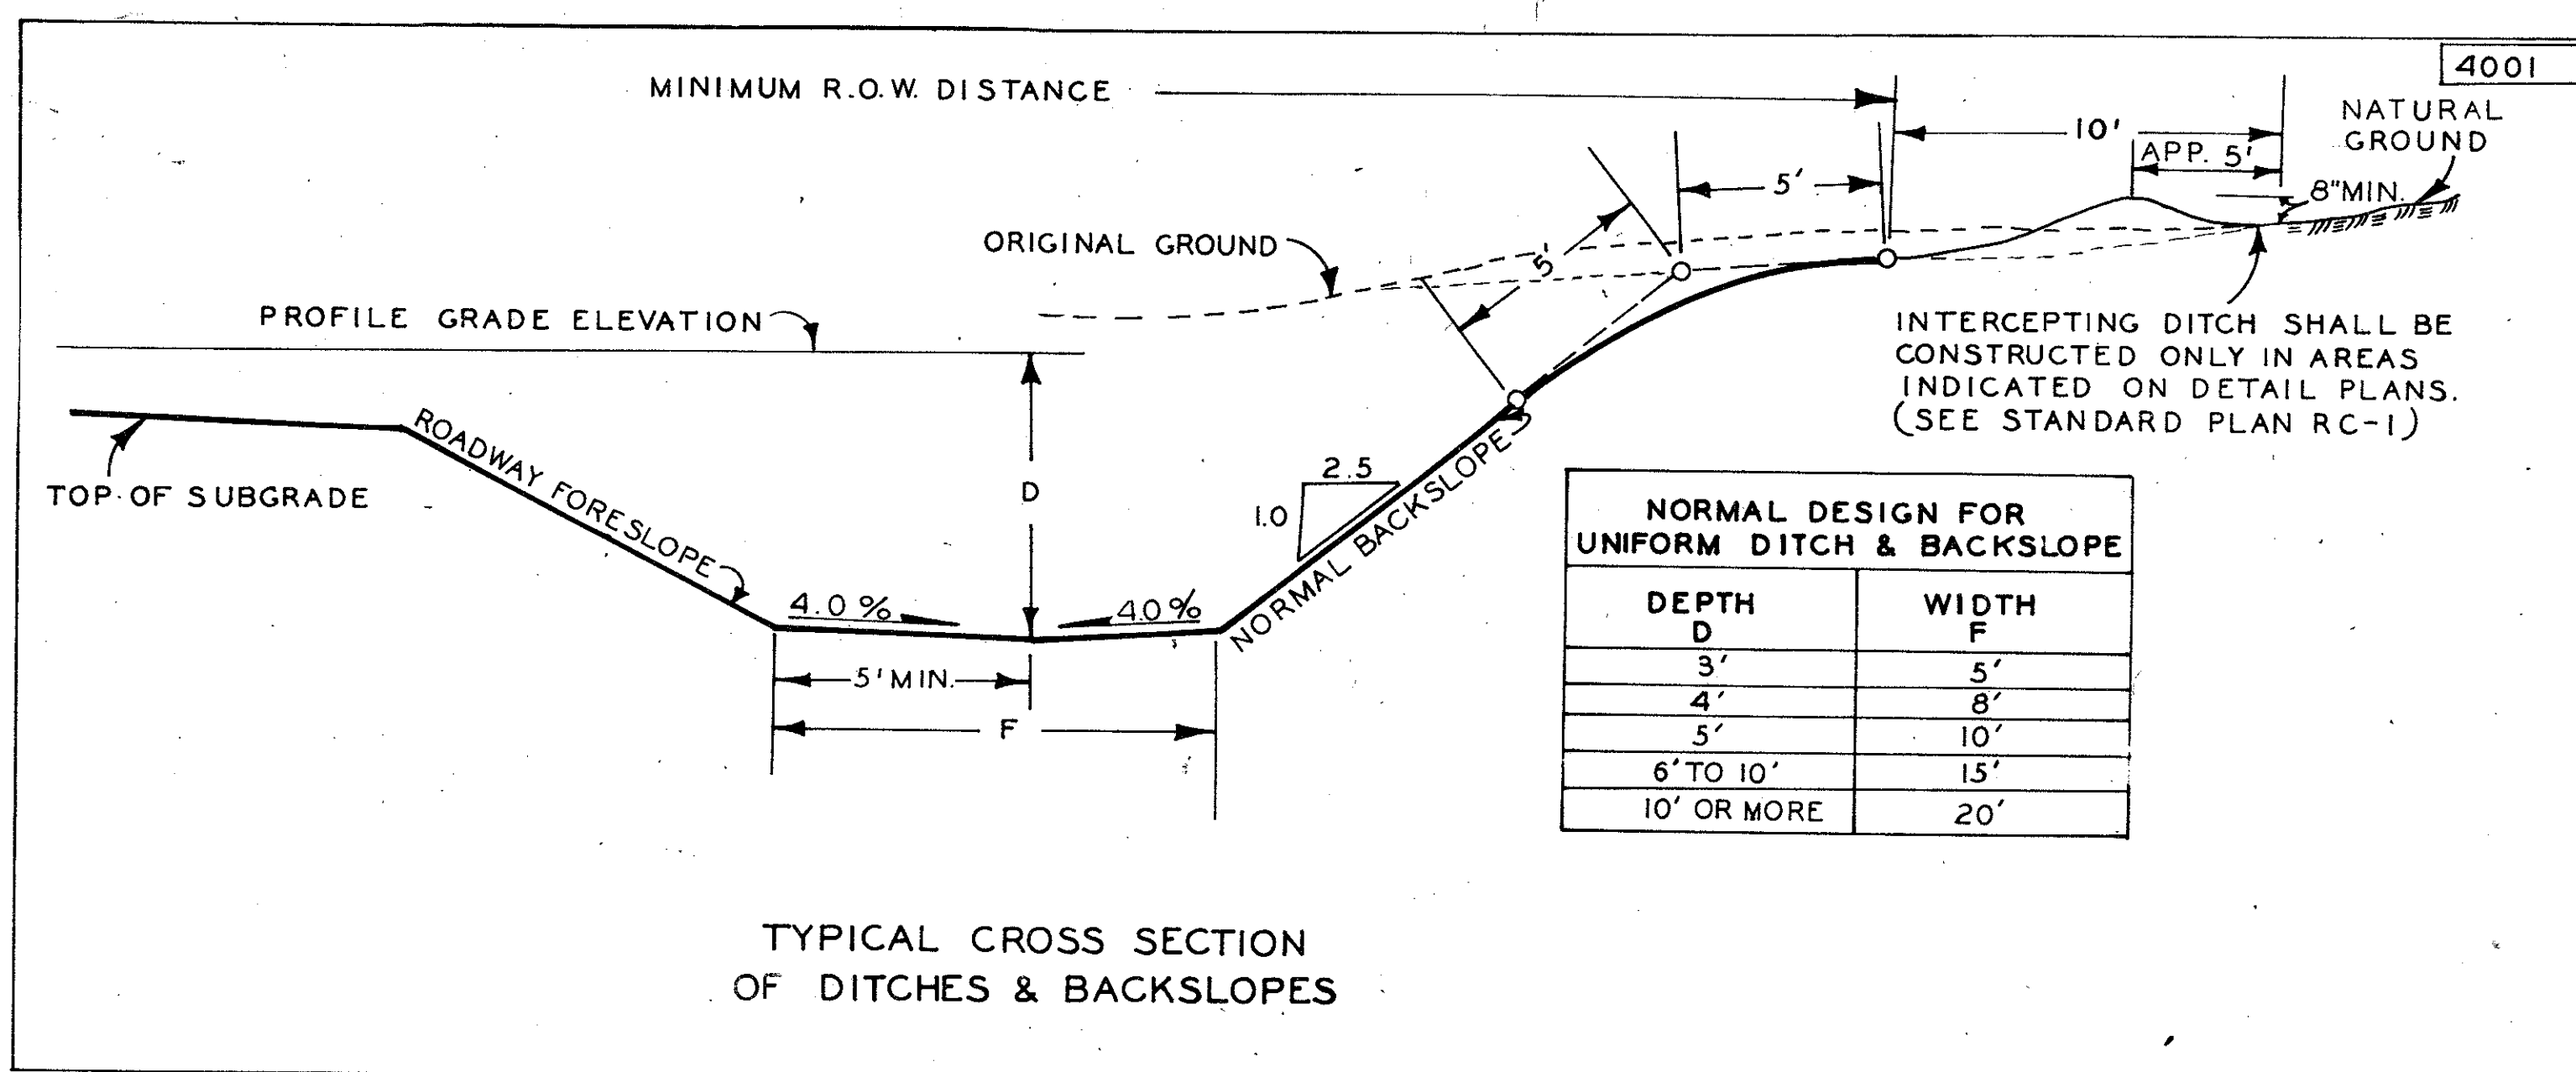 4001
MINIMUM R.O.W. DISTANCE
10'
NATURAL
GROUND
APP. 5'
5'
8"MIN.
ORIGINAL GROUND
5'
PROFILE GRADE ELEVATION
INTERCEPTING DITCH SHALL BE
CONSTRUCTED ONLY IN AREAS
INDICATED ON DETAIL PLANS.
(SEE STANDARD PLAN RC-1)
ROADWAY FORESLOPE
TOP OF SUBGRADE
D
2.5
1.0
NORMAL BACKSLOPE
4.0%
4.0%
5' MIN.
F
NORMAL DESIGN FOR
UNIFORM DITCH & BACKSLOPE
DEPTH WIDTH
D F
3' 5'
4' 8'
5' 10'
6' TO 10' 15'
10' OR MORE 20'
TYPICAL CROSS SECTION
OF DITCHES & BACKSLOPES